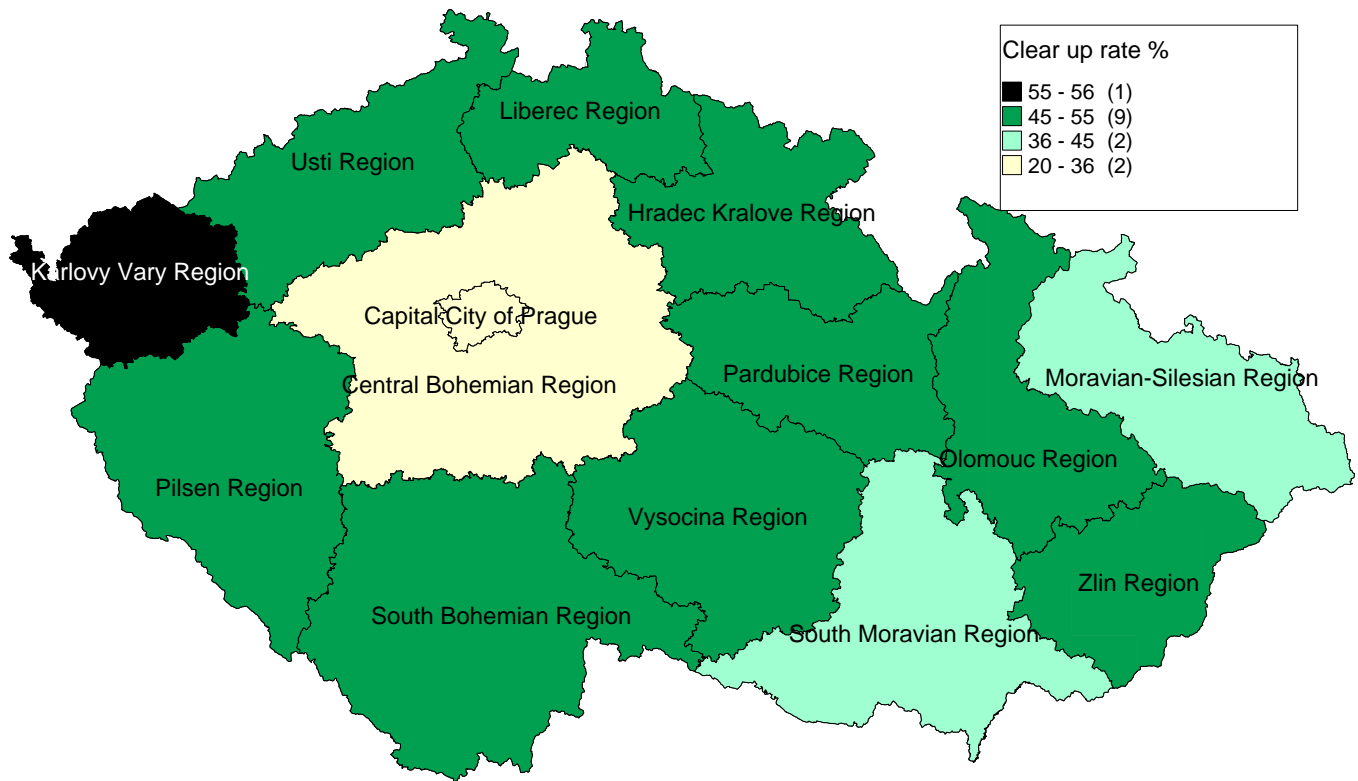 Clear up rate %
55 - 56 (1)
45 - 55 (9)
36 - 45 (2)
20 - 36 (2)
Liberec Region
Usti Region
Hradec Kralove Region
Karlovy Vary Region
Capital City of Prague
Central Bohemian Region
Pardubice Region
Moravian-Silesian Region
Olomouc Region
Pilsen Region
Vysocina Region
Zlin Region
South Bohemian Region
South Moravian Region